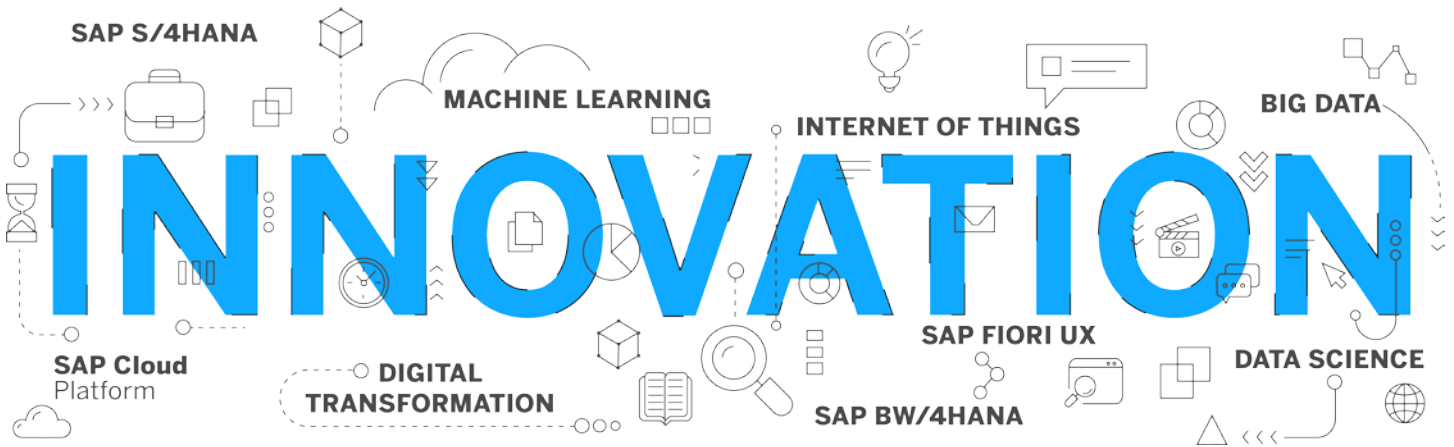 SAP S/4HANA
MACHINE LEARNING
INTERNET OF THINGS
BIG DATA
INNOVATION
SAP Cloud
Platform
DIGITAL
TRANSFORMATION
SAP FIORI UX
SAP BW/4HANA
DATA SCIENCE